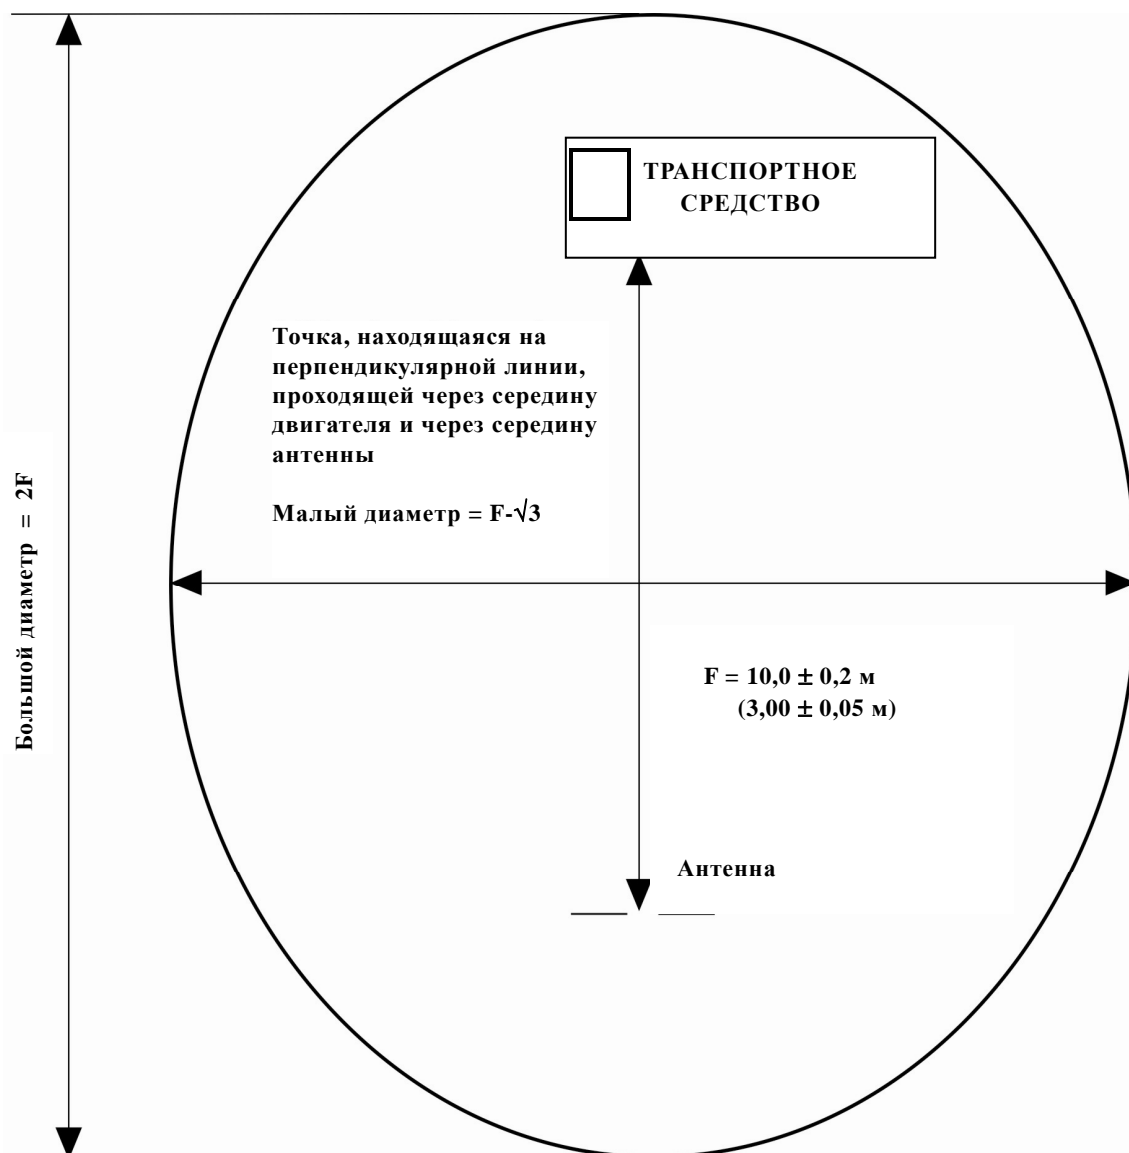 ТРАНСПОРТНОЕ
СРЕДСТВО
Точка, находящаяся на
перпендикулярной линии,
проходящей через середину
двигателя и через середину
антенны
Малый диаметр = F-√3
Большой диаметр = 2F
F = 10,0 ± 0,2 м
(3,00 ± 0,05 м)
Антенна